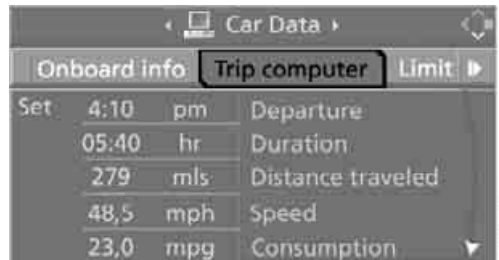 Car Data
Onboard info Trip computer Limit
Set 4:10 pm Departure
05:40 hr Duration
279 mls Distance traveled
48,5 mph Speed
23,0 mpg Consumption